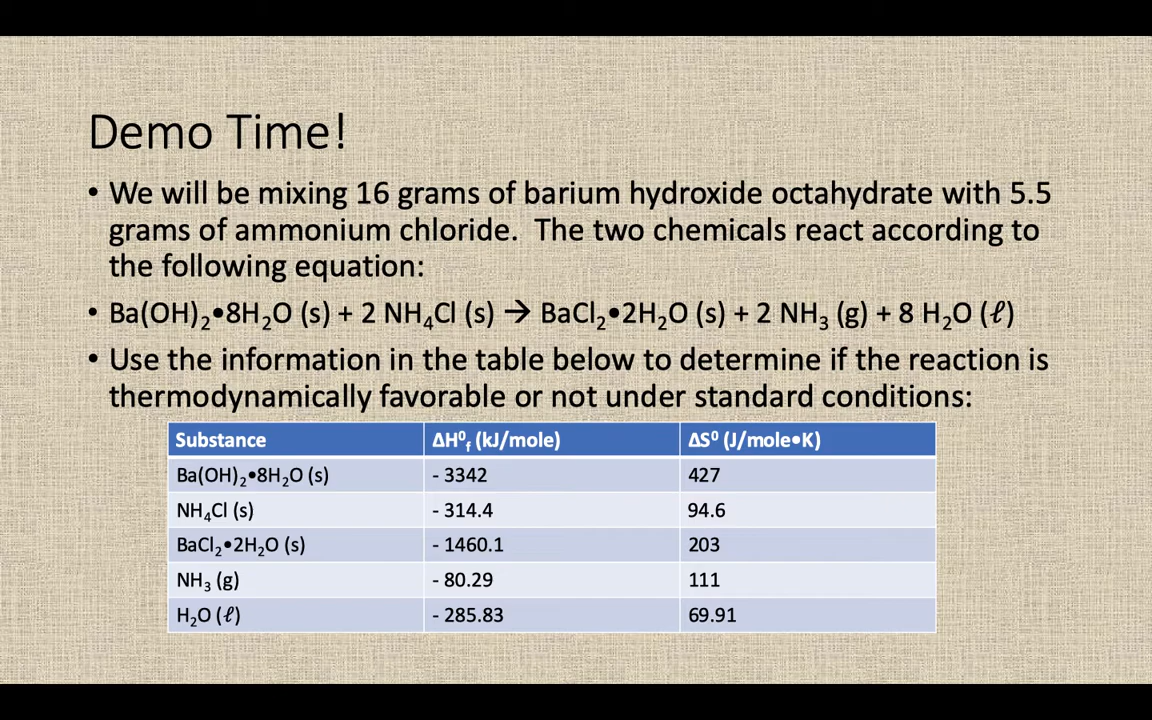 Demo Time!
• We will be mixing 16 grams of barium hydroxide octahydrate with 5.5
grams of ammonium chloride.  The two chemicals react according to
the following equation:
• Ba(OH)₂•8H₂O (s) + 2 NH₄Cl (s) → BaCl₂•2H₂O (s) + 2 NH₃ (g) + 8 H₂O (ℓ)
• Use the information in the table below to determine if the reaction is
thermodynamically favorable or not under standard conditions:
Substance ΔH⁰f (kJ/mole) ΔS⁰ (J/mole•K)
Ba(OH)₂•8H₂O (s) - 3342 427
NH₄Cl (s) - 314.4 94.6
BaCl₂•2H₂O (s) - 1460.1 203
NH₃ (g) - 80.29 111
H₂O (ℓ) - 285.83 69.91